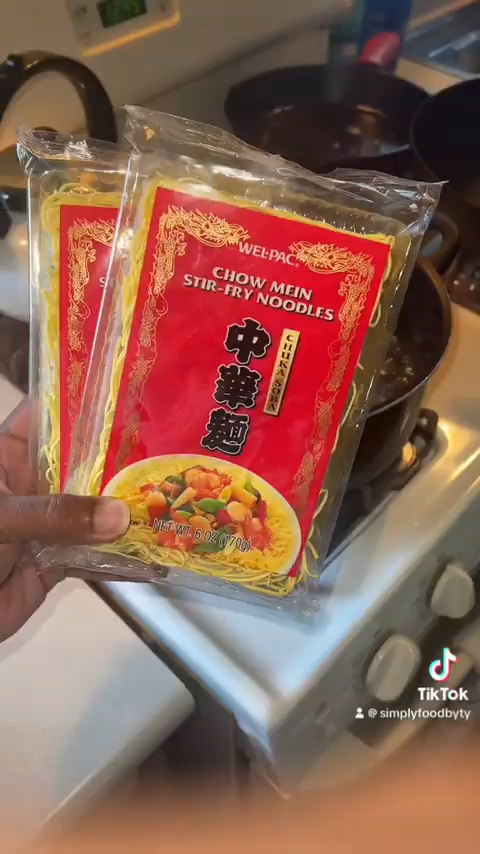 WEL-PAC®
CHOW MEIN
STIR-FRY NOODLES
中華麺
CHUKA SOBA
NET WT. 6 OZ (170g)
TikTok
@simplyfoodbyty